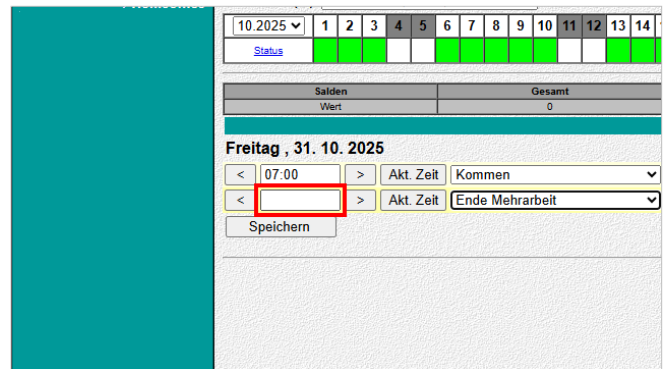 10.2025 1 2 3 4 5 6 7 8 9 10 11 12 13 14
Status
Salden Gesamt
Wert 0
Freitag , 31. 10. 2025
< 07:00 > Akt. Zeit Kommen
< > Akt. Zeit Ende Mehrarbeit
Speichern